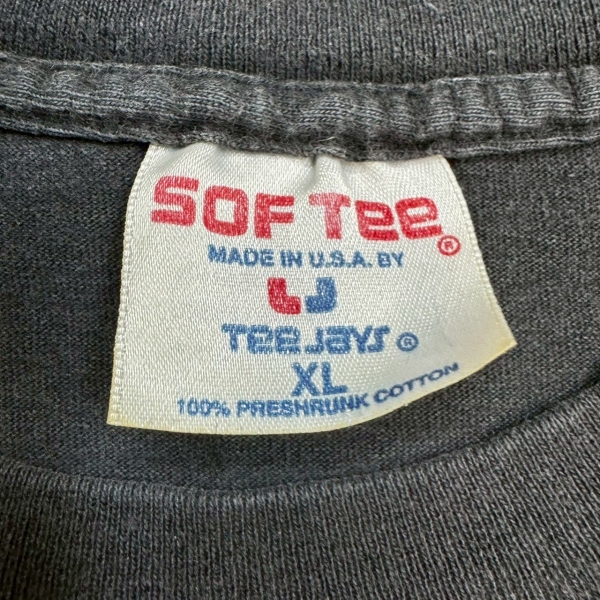 SOF Tee ®
MADE IN U.S.A. BY
Tee Jays ®
XL
100% PRESHRUNK COTTON